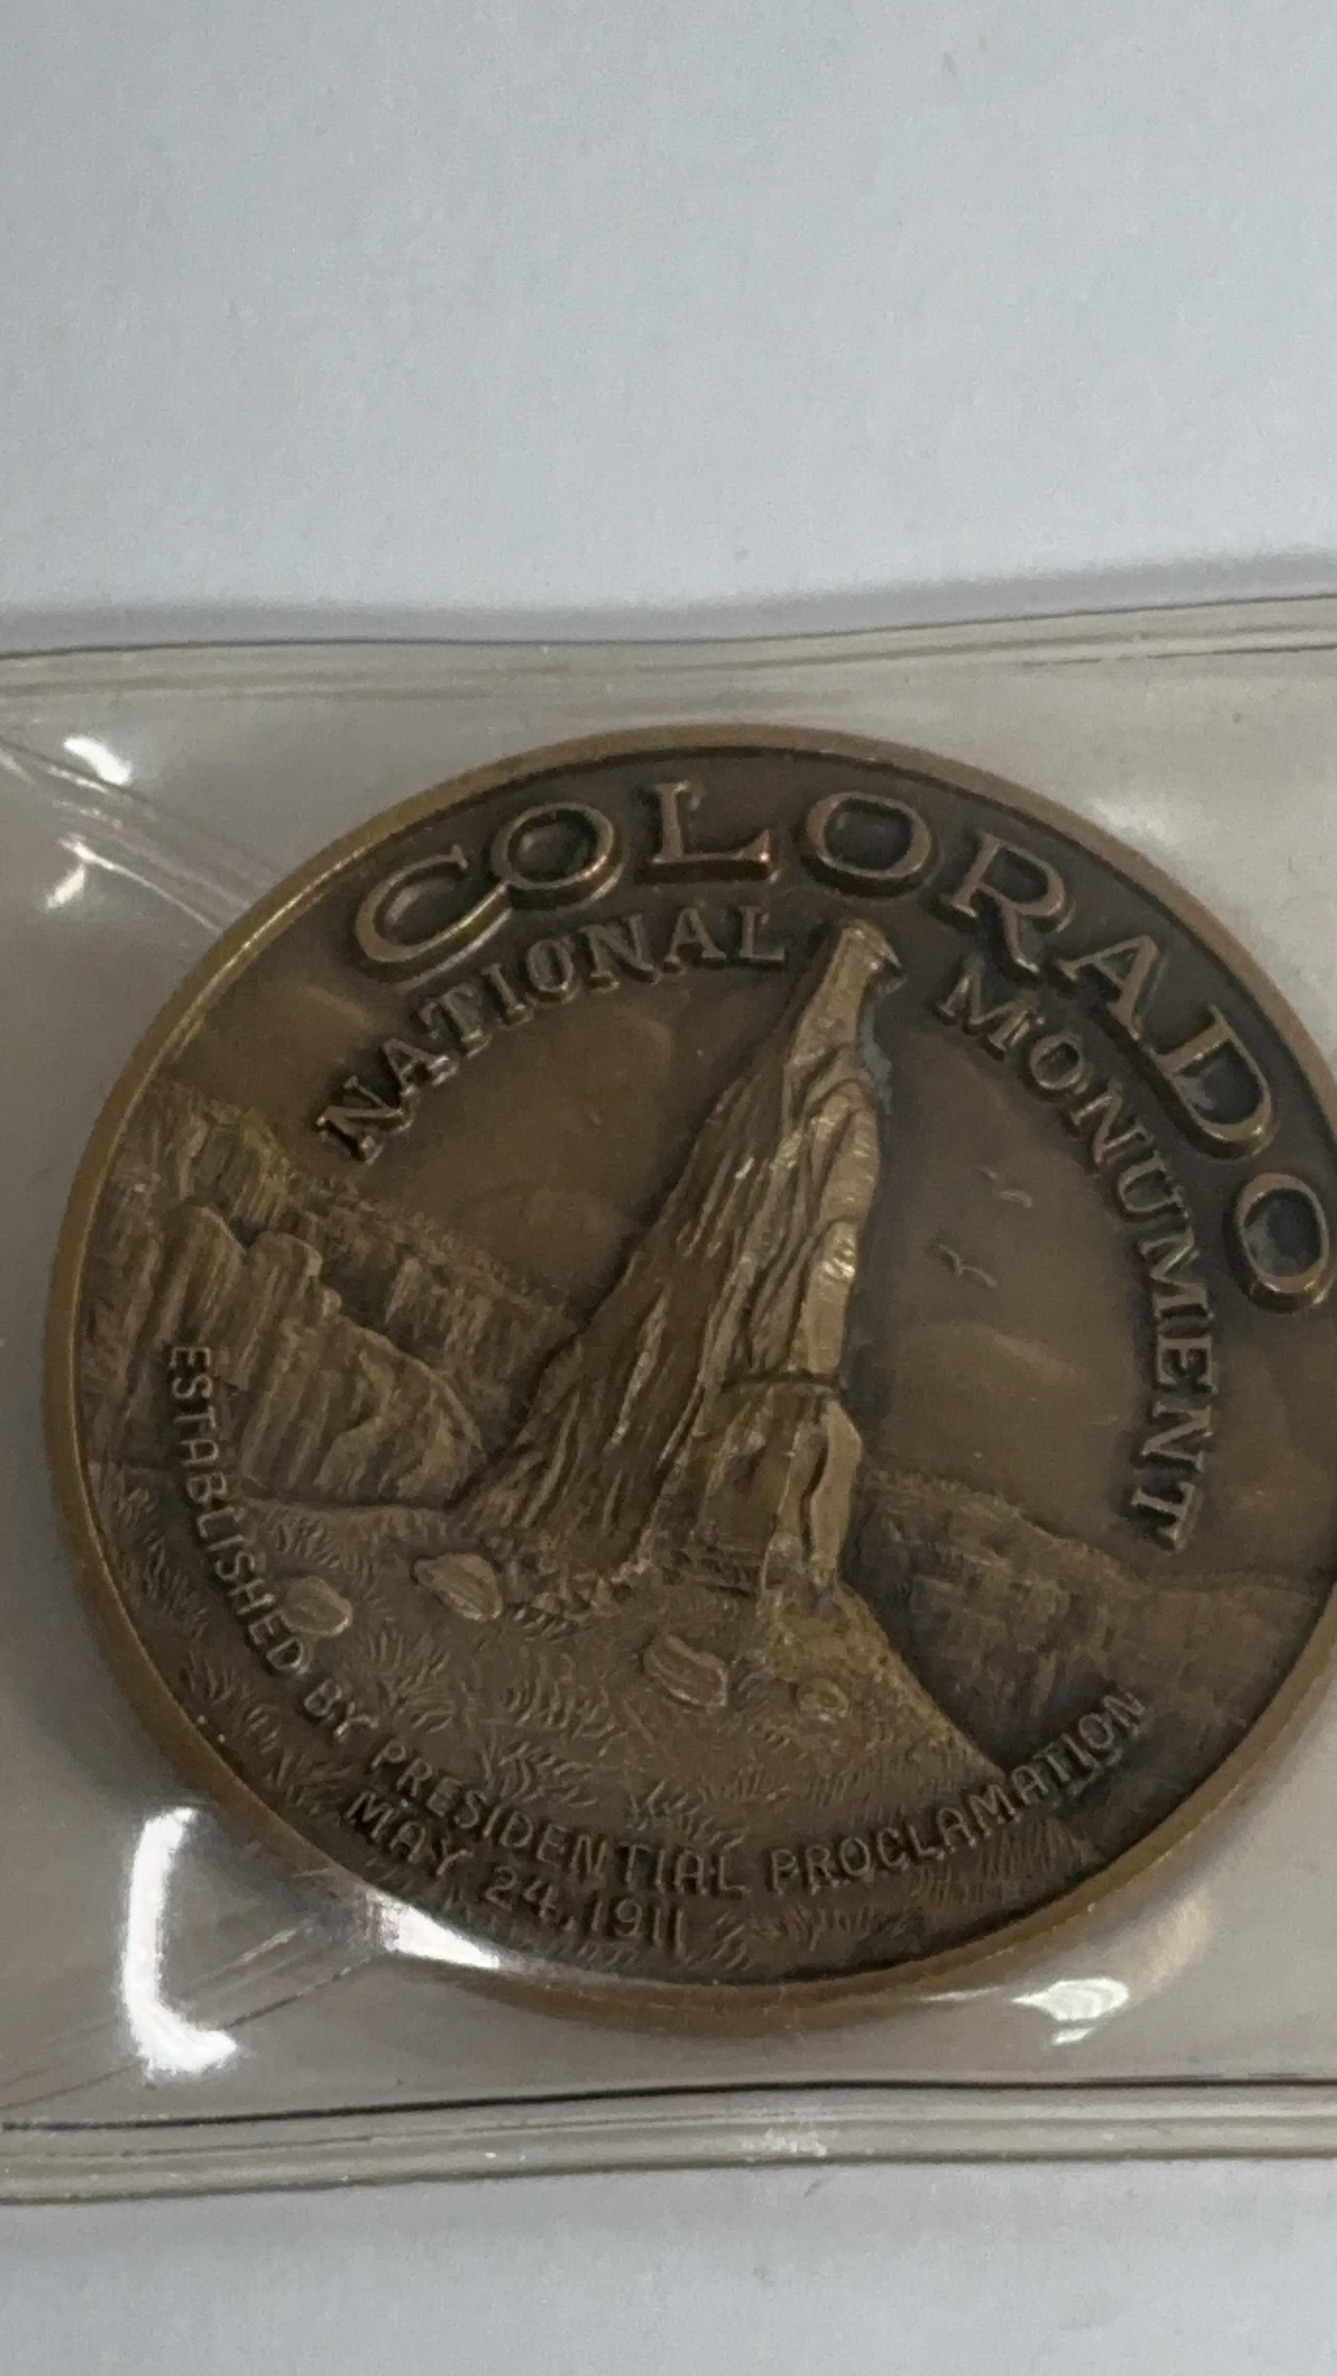 COLORADO
NATIONAL MONUMENT
ESTABLISHED BY PRESIDENTIAL PROCLAMATION
MAY 24, 1911